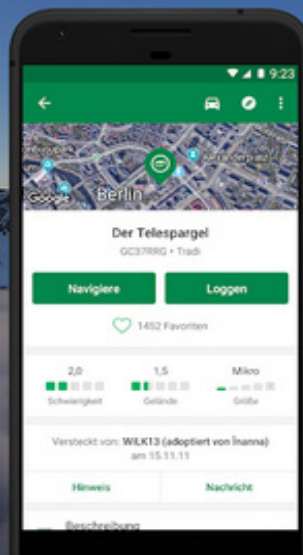 9:23
Alexanderplatz
Google
Berlin
Der Telespargel
GC37RRG • Tradi
Navigiere
Loggen
1452 Favoriten
2,0
1,5
Mikro
Schwierigkeit
Gelände
Größe
Versteckt von: WILK13 (adoptiert von Inanna)
am 15.11.11
Hinweis
Nachricht
Beschreibung